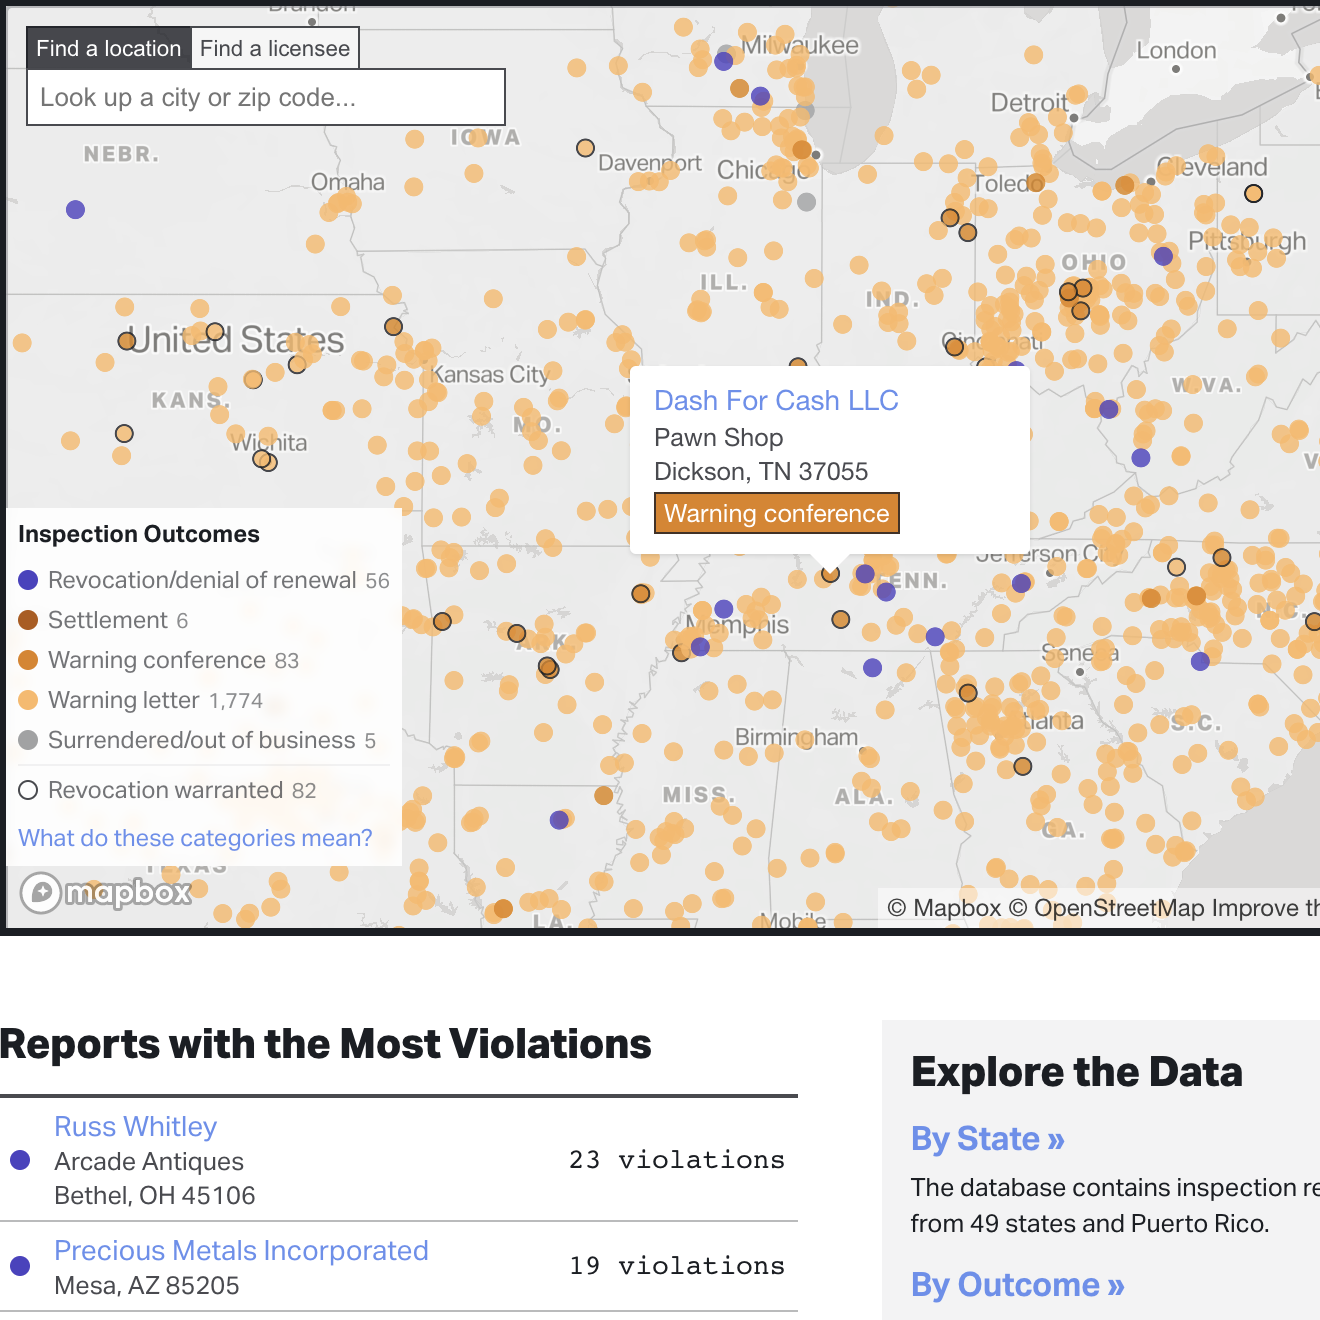 Brandon
Find a location
Find a licensee
Look up a city or zip code...
Milwaukee
London
Detroit
IOWA
NEBR.
Davenport
Chicago
Cleveland
Omaha
Toledo
Pittsburgh
OHIO
ILL.
IND.
United States
Cincinnati
Kansas City
W.VA.
KANS.
MO.
Wichita
Dash For Cash LLC
Pawn Shop
Dickson, TN 37055
Warning conference
Inspection Outcomes
Revocation/denial of renewal 56
Settlement 6
Warning conference 83
Warning letter 1,774
Surrendered/out of business 5
Revocation warranted 82
What do these categories mean?
Jefferson City
TENN.
N.C.
Memphis
ARK.
Seneca
Atlanta
S.C.
Birmingham
MISS.
ALA.
GA.
TEXAS
mapbox
LA.
Mobile
© Mapbox © OpenStreetMap Improve th
Reports with the Most Violations
Russ Whitley
Arcade Antiques
Bethel, OH 45106
23 violations
Precious Metals Incorporated
Mesa, AZ 85205
19 violations
Explore the Data
By State »
The database contains inspection re
from 49 states and Puerto Rico.
By Outcome »